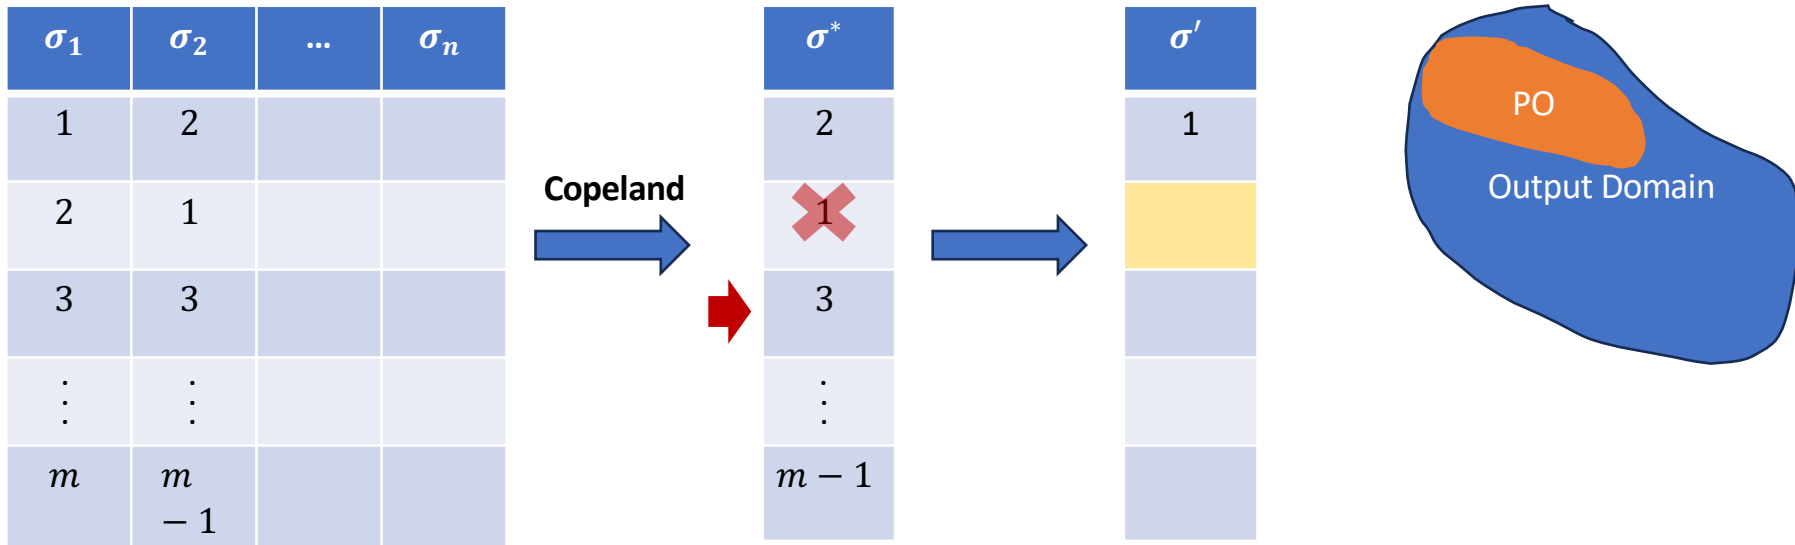 σ₁ σ₂ ... σₙ
1 2
2 1
3 3
⋮ ⋮
m m
− 1
Copeland
σ*
2
1
3
⋮
m − 1
σ′
1
PO
Output Domain